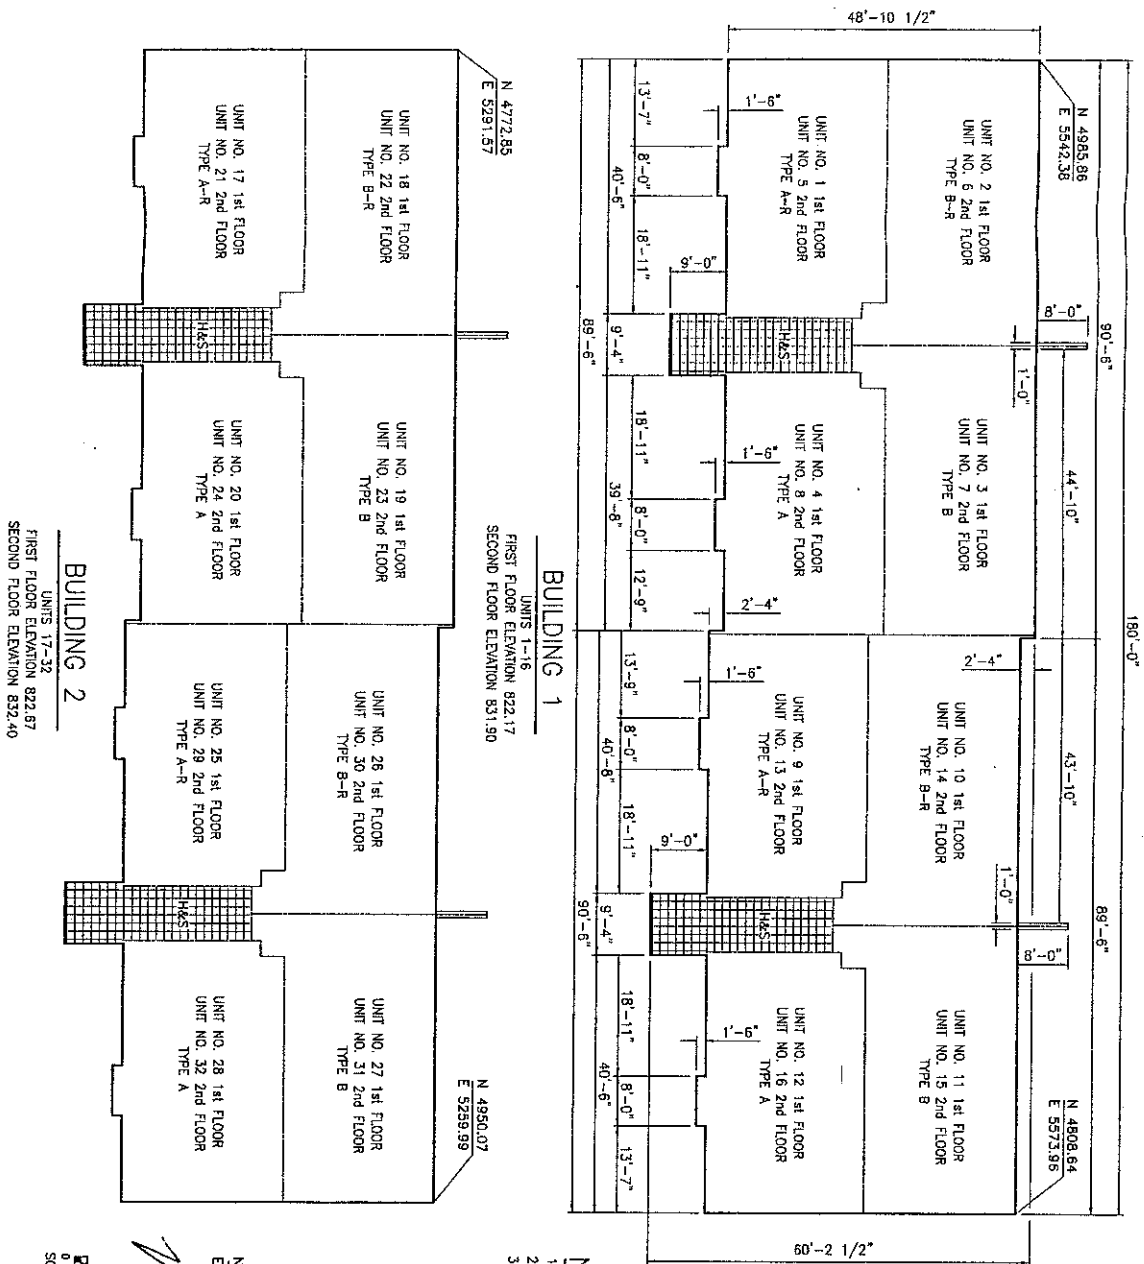 180'-0"
90'-6"
89'-6"
44'-10"
43'-10"
48'-10 1/2"
N 4985.86
E 5542.38
N 4808.64
E 5573.96
8'-0"
1'-0"
2'-4"
1'-0"
8'-0"
UNIT NO. 2 1st FLOOR
UNIT NO. 6 2nd FLOOR
TYPE B-R
UNIT NO. 3 1st FLOOR
UNIT NO. 7 2nd FLOOR
TYPE B
UNIT NO. 10 1st FLOOR
UNIT NO. 14 2nd FLOOR
TYPE B-R
UNIT NO. 11 1st FLOOR
UNIT NO. 15 2nd FLOOR
TYPE B
UNIT NO. 1 1st FLOOR
UNIT NO. 5 2nd FLOOR
TYPE A-R
H&S
UNIT NO. 4 1st FLOOR
UNIT NO. 8 2nd FLOOR
TYPE A
UNIT NO. 9 1st FLOOR
UNIT NO. 13 2nd FLOOR
TYPE A-R
H&S
UNIT NO. 12 1st FLOOR
UNIT NO. 16 2nd FLOOR
TYPE A
1'-6"
9'-0"
1'-6"
2'-4"
1'-6"
9'-0"
1'-6"
60'-2 1/2"
13'-7"
8'-0"
18'-11"
18'-11"
8'-0"
12'-9"
13'-9"
8'-0"
18'-11"
18'-11"
8'-0"
13'-7"
40'-6"
9'-4"
39'-8"
40'-8"
9'-4"
40'-6"
89'-6"
90'-6"
BUILDING 1
UNITS 1-16
FIRST FLOOR ELEVATION 822.17
SECOND FLOOR ELEVATION 831.90
N 4772.85
E 5291.57
N 4950.07
E 5259.99
UNIT NO. 18 1st FLOOR
UNIT NO. 22 2nd FLOOR
TYPE B-R
UNIT NO. 19 1st FLOOR
UNIT NO. 23 2nd FLOOR
TYPE B
UNIT NO. 26 1st FLOOR
UNIT NO. 30 2nd FLOOR
TYPE B-R
UNIT NO. 27 1st FLOOR
UNIT NO. 31 2nd FLOOR
TYPE B
UNIT NO. 17 1st FLOOR
UNIT NO. 21 2nd FLOOR
TYPE A-R
H&S
UNIT NO. 20 1st FLOOR
UNIT NO. 24 2nd FLOOR
TYPE A
UNIT NO. 25 1st FLOOR
UNIT NO. 29 2nd FLOOR
TYPE A-R
H&S
UNIT NO. 28 1st FLOOR
UNIT NO. 32 2nd FLOOR
TYPE A
BUILDING 2
UNITS 17-32
FIRST FLOOR ELEVATION 822.67
SECOND FLOOR ELEVATION 832.40
N
1
2
3
N
E
0
SC